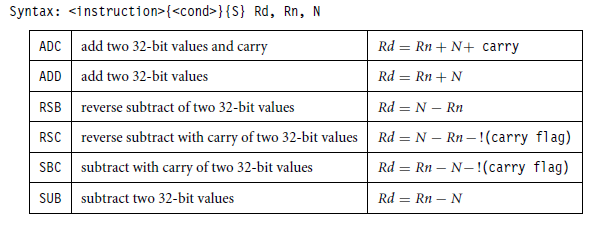 Syntax: <instruction>{<cond>}{S} Rd, Rn, N
ADC add two 32-bit values and carry Rd = Rn + N + carry
ADD add two 32-bit values Rd = Rn + N
RSB reverse subtract of two 32-bit values Rd = N − Rn
RSC reverse subtract with carry of two 32-bit values Rd = N − Rn − !(carry flag)
SBC subtract with carry of two 32-bit values Rd = Rn − N − !(carry flag)
SUB subtract two 32-bit values Rd = Rn − N